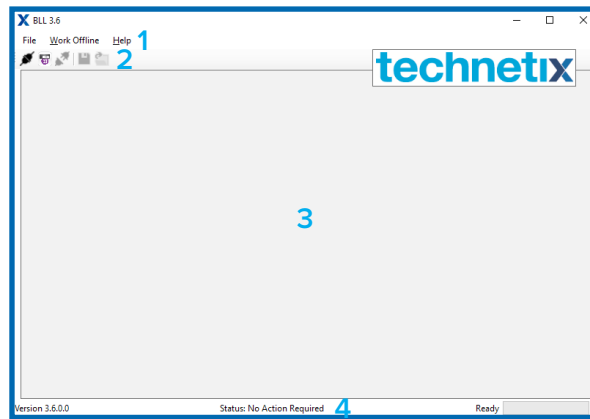 BLL 3.6
File Work Offline Help 1
2
technetix
3
Version 3.6.0.0 Status: No Action Required 4 Ready